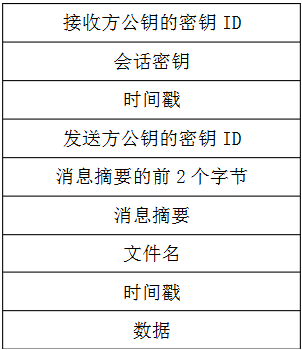 接收方公钥的密钥 ID
会话密钥
时间戳
发送方公钥的密钥 ID
消息摘要的前 2 个字节
消息摘要
文件名
时间戳
数据